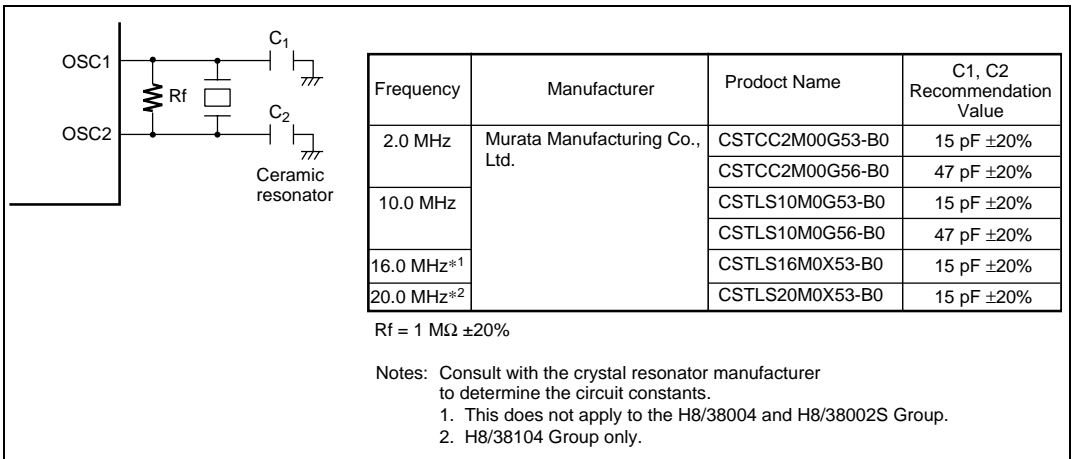 OSC1
C1
Rf
OSC2
C2
Ceramic
resonator
Frequency Manufacturer Product Name C1, C2
Recommendation
Value
2.0 MHz Murata Manufacturing Co., CSTCC2M00G53-B0 15 pF ±20%
Ltd. CSTCC2M00G56-B0 47 pF ±20%
10.0 MHz CSTLS10M0G53-B0 15 pF ±20%
CSTLS10M0G56-B0 47 pF ±20%
16.0 MHz*1 CSTLS16M0X53-B0 15 pF ±20%
20.0 MHz*2 CSTLS20M0X53-B0 15 pF ±20%
Rf = 1 MΩ ±20%
Notes: Consult with the crystal resonator manufacturer
to determine the circuit constants.
1. This does not apply to the H8/38004 and H8/38002S Group.
2. H8/38104 Group only.